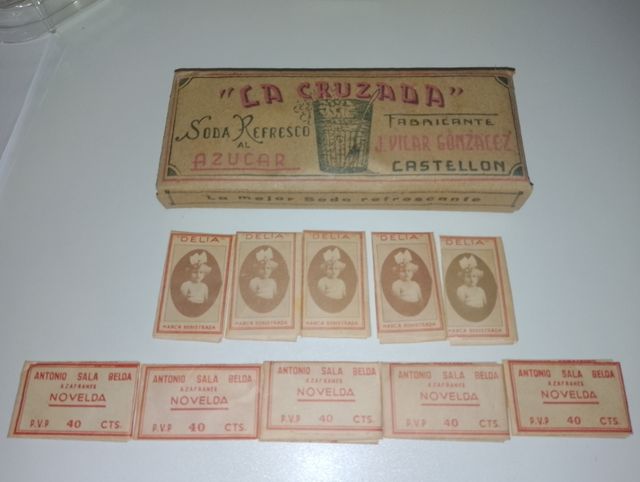 "LA CRUZADA"
SODA REFRESCO
AL
AZUCAR
FABRICANTE
J. VILAR GONZALEZ
CASTELLON
La mejor Soda refrescante
DELIA
MARCA REGISTRADA
DELIA
MARCA REGISTRADA
DELIA
MARCA REGISTRADA
DELIA
MARCA REGISTRADA
DELIA
MARCA REGISTRADA
ANTONIO SALA BELDA
AZAFRANES
NOVELDA
P.V.P 40 CTS.
ANTONIO SALA BELDA
AZAFRANES
NOVELDA
P.V.P 40 CTS.
ANTONIO SALA BELDA
AZAFRANES
NOVELDA
P.V.P 40 CTS.
ANTONIO SALA BELDA
AZAFRANES
NOVELDA
P.V.P 40 CTS.
ANTONIO SALA BELDA
AZAFRANES
NOVELDA
P.V.P 40 CTS.